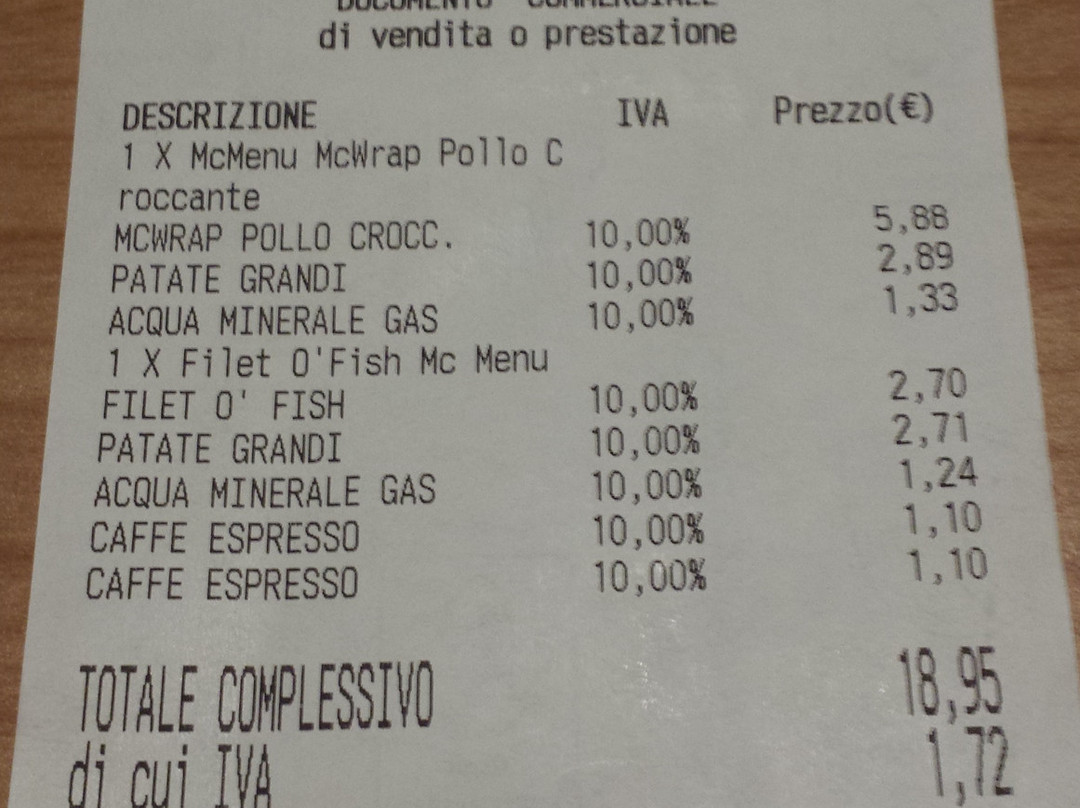 DOCUMENTO COMMERCIALE
di vendita o prestazione
DESCRIZIONE IVA Prezzo(€)
1 X McMenu McWrap Pollo C
roccante
MCWRAP POLLO CROCC. 10,00% 5,88
PATATE GRANDI 10,00% 2,89
ACQUA MINERALE GAS 10,00% 1,33
1 X Filet O'Fish Mc Menu
FILET O' FISH 10,00% 2,70
PATATE GRANDI 10,00% 2,71
ACQUA MINERALE GAS 10,00% 1,24
CAFFE ESPRESSO 10,00% 1,10
CAFFE ESPRESSO 10,00% 1,10
TOTALE COMPLESSIVO 18,95
di cui IVA 1,72